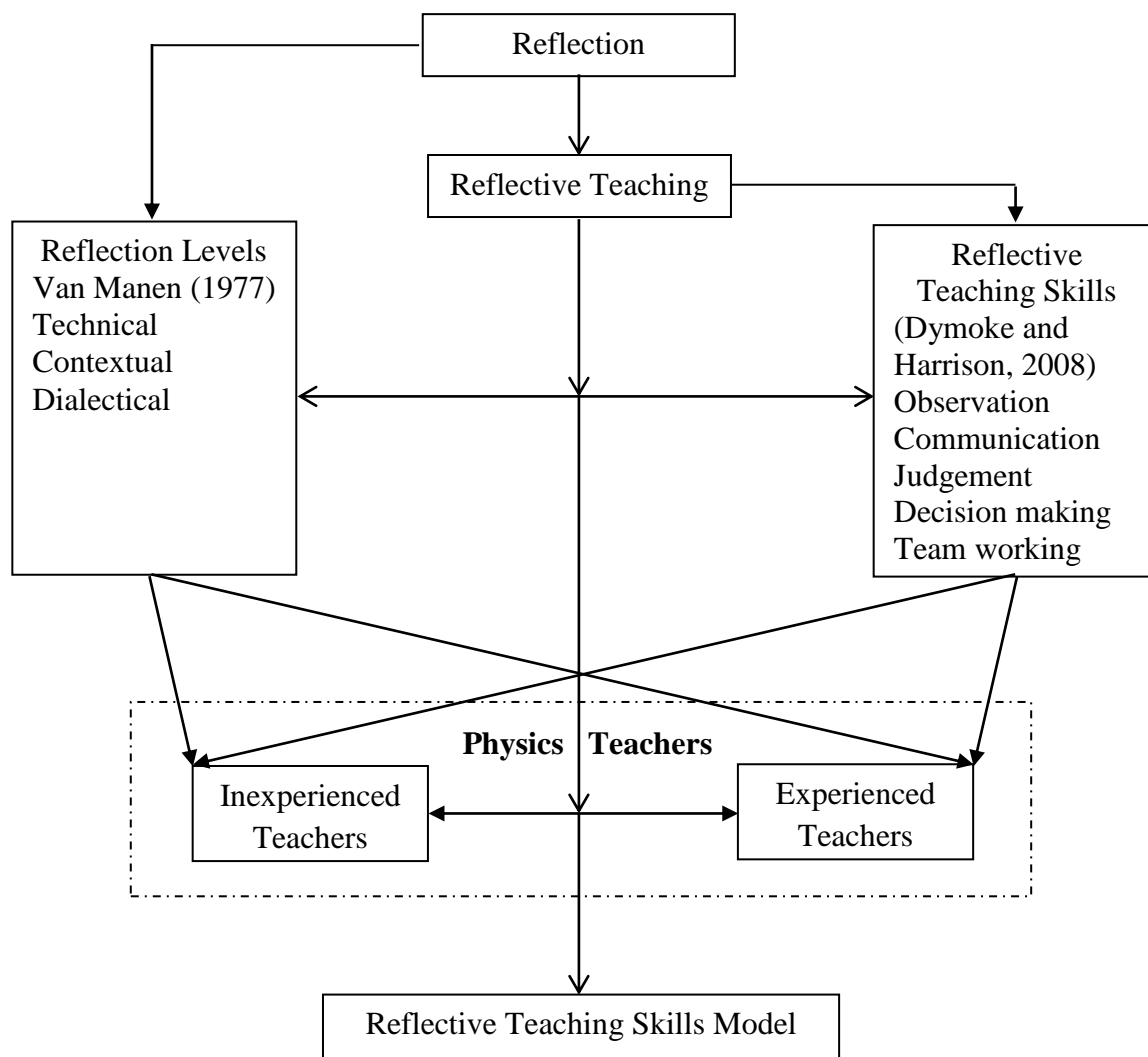 Reflection
Reflective Teaching
Reflection Levels
Van Manen (1977)
Technical
Contextual
Dialectical
Reflective
Teaching Skills
(Dymoke and
Harrison, 2008)
Observation
Communication
Judgement
Decision making
Team working
Physics Teachers
Inexperienced
Teachers
Experienced
Teachers
Reflective Teaching Skills Model